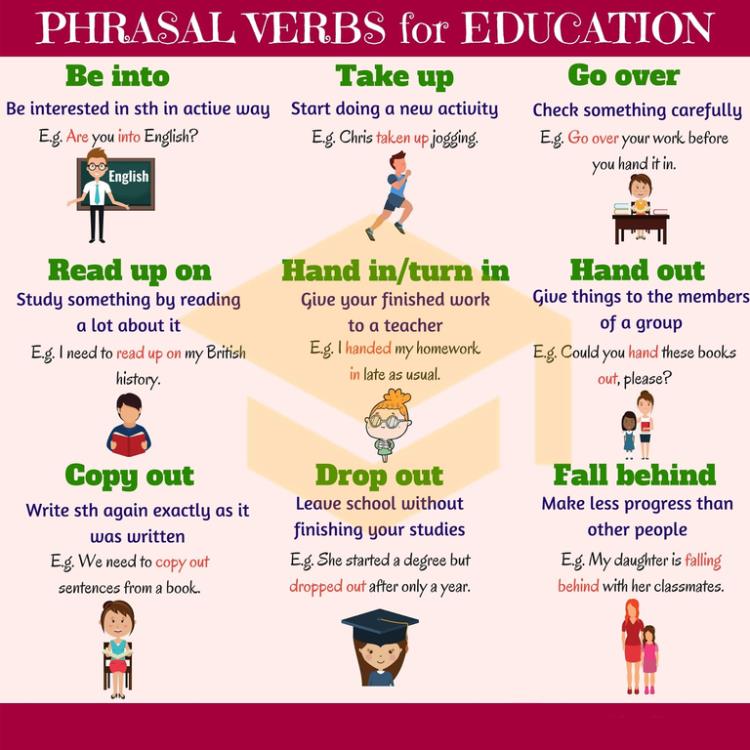 PHRASAL VERBS for EDUCATION
Be into
Be interested in sth in active way
E.g. Are you into English?
English
Take up
Start doing a new activity
E.g. Chris taken up jogging.
Go over
Check something carefully
E.g. Go over your work before
you hand it in.
Read up on
Study something by reading
a lot about it
E.g. I need to read up on my British
history.
Hand in/turn in
Give your finished work
to a teacher
E.g. I handed my homework
in late as usual.
Hand out
Give things to the members
of a group
E.g. Could you hand these books
out, please?
Copy out
Write sth again exactly as it
was written
E.g. We need to copy out
sentences from a book.
Drop out
Leave school without
finishing your studies
E.g. She started a degree but
dropped out after only a year.
Fall behind
Make less progress than
other people
E.g. My daughter is falling
behind with her classmates.